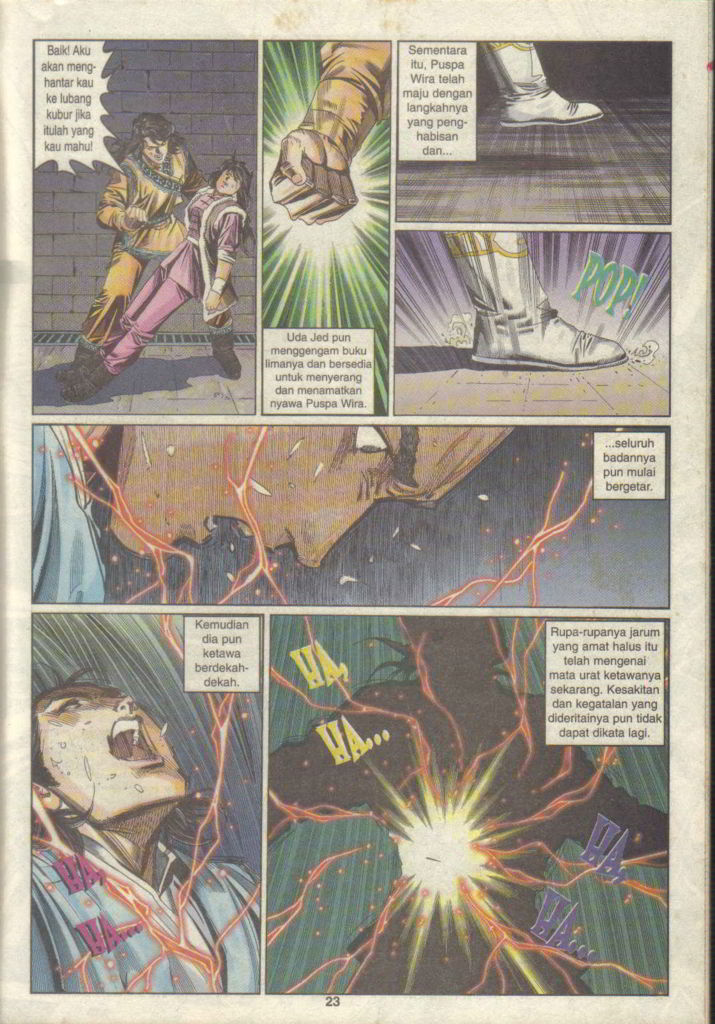 Baik! Aku
akan meng-
hantar kau
ke lubang
kubur jika
itulah yang
kau mahu!
Uda Jed pun
menggengam buku
limanya dan bersedia
untuk menyerang
dan menamatkan
nyawa Puspa Wira.
Sementara
itu, Puspa
Wira telah
maju dengan
langkahnya
yang peng-
habisan
dan...
POP!
...seluruh
badannya
pun mulai
bergetar.
Kemudian
dia pun
ketawa
berdekah-
dekah.
HA,
HA...
HA,
HA...
Rupa-rupanya jarum
yang amat halus itu
telah mengenai
mata urat ketawanya
sekarang. Kesakitan
dan kegatalan yang
dideritainya pun tidak
dapat dikata lagi.
HA,
HA...
23